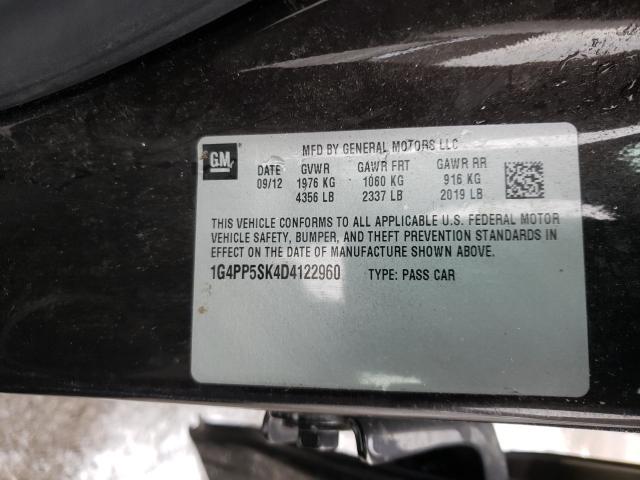 GM
MFD BY GENERAL MOTORS LLC
DATE GVWR GAWR FRT GAWR RR
09/12 1976 KG 1060 KG 916 KG
4356 LB 2337 LB 2019 LB
THIS VEHICLE CONFORMS TO ALL APPLICABLE U.S. FEDERAL MOTOR
VEHICLE SAFETY, BUMPER, AND THEFT PREVENTION STANDARDS IN
EFFECT ON THE DATE OF MANUFACTURE SHOWN ABOVE.
1G4PP5SK4D4122960 TYPE: PASS CAR